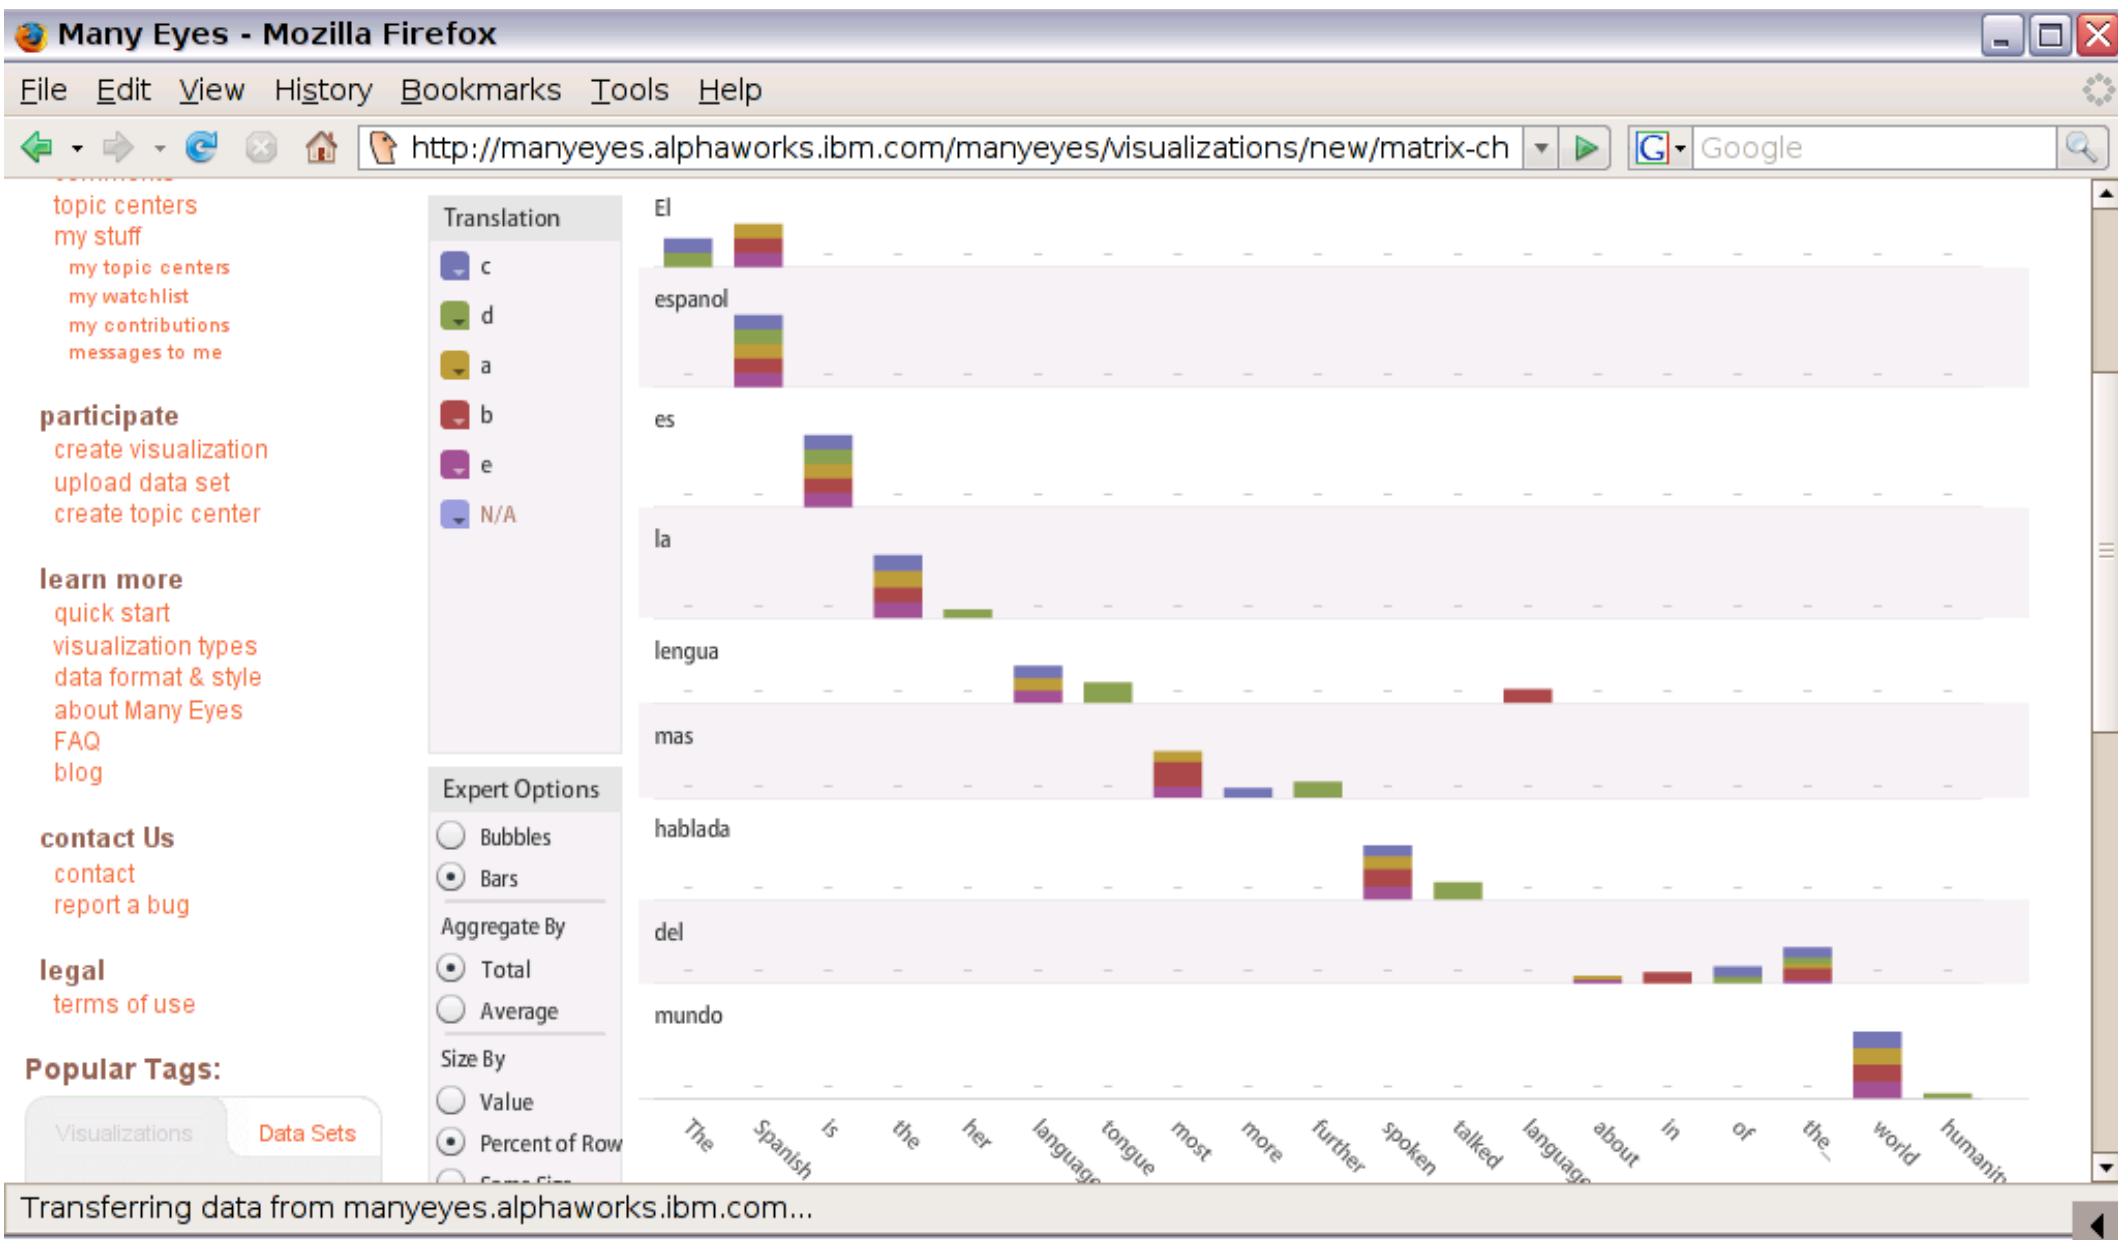 Many Eyes - Mozilla Firefox
File Edit View History Bookmarks Tools Help
http://manyeyes.alphaworks.ibm.com/manyeyes/visualizations/new/matrix-ch
G Google
topic centers
my stuff
my topic centers
my watchlist
my contributions
messages to me
participate
create visualization
upload data set
create topic center
learn more
quick start
visualization types
data format & style
about Many Eyes
FAQ
blog
contact Us
contact
report a bug
legal
terms of use
Popular Tags:
Visualizations Data Sets
Translation
c
d
a
b
e
N/A
Expert Options
Bubbles
Bars
Aggregate By
Total
Average
Size By
Value
Percent of Row
El
espanol
es
la
lengua
mas
hablada
del
mundo
The Spanish is the her language tongue most more further spoken talked language about in of the_ world humanit
Transferring data from manyeyes.alphaworks.ibm.com...